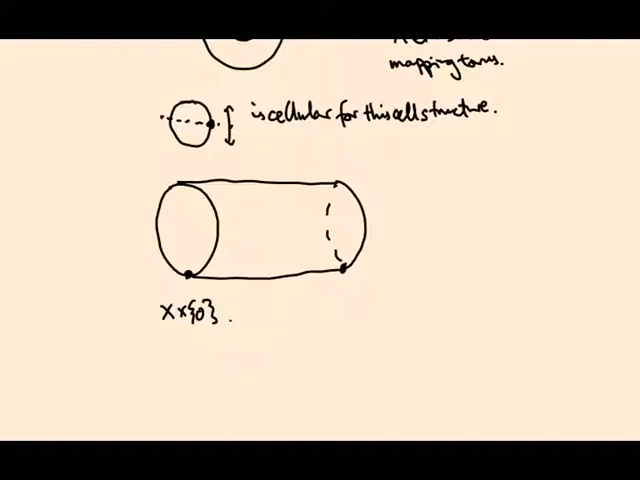 mapping torus.
is cellular for this cell structure.
X×{0}.